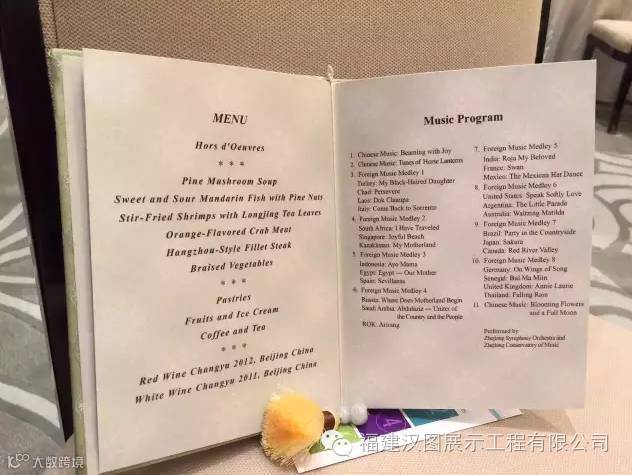 MENU
Hors d'Oeuvres
* * *
Pine Mushroom Soup
Sweet and Sour Mandarin Fish with Pine Nuts
Stir-Fried Shrimps with Longjing Tea Leaves
Orange-Flavored Crab Meat
Hangzhou-Style Fillet Steak
Braised Vegetables
* * *
Pastries
Fruits and Ice Cream
Coffee and Tea
* * *
Red Wine Changyu 2012, Beijing China
White Wine Changyu 2011, Beijing China
Music Program
1. Chinese Music: Beaming with Joy
2. Chinese Music: Tunes of Horse Lanterns
3. Foreign Music Medley 1
Turkey: My Black-Haired Daughter
Chad: Persevere
Laos: Dok Champa
Italy: Come Back to Sorrento
4. Foreign Music Medley 2
South Africa: I Have Traveled
Singapore: Joyful Beach
Kazakhstan: My Motherland
5. Foreign Music Medley 3
Indonesia: Ayo Mama
Egypt: Egypt — Our Mother
Spain: Sevillanas
6. Foreign Music Medley 4
Russia: Where Does Motherland Begin
Saudi Arabia: Abdulaziz — Uniter of
the Country and the People
ROK: Arirang
7. Foreign Music Medley 5
India: Roja My Beloved
France: Swan
Mexico: The Mexican Hat Dance
8. Foreign Music Medley 6
United States: Speak Softly Love
Argentina: The Little Parade
Australia: Waltzing Matilda
9. Foreign Music Medley 7
Brazil: Party in the Countryside
Japan: Sakura
Canada: Red River Valley
10. Foreign Music Medley 8
Germany: On Wings of Song
Senegal: Bul Ma Miin
United Kingdom: Annie Laurie
Thailand: Falling Rain
11. Chinese Music: Blooming Flowers
and a Full Moon
Performed by
Zhejiang Symphony Orchestra and
Zhejiang Conservatory of Music
4
福建汉图展示工程有限公司
大数跨境